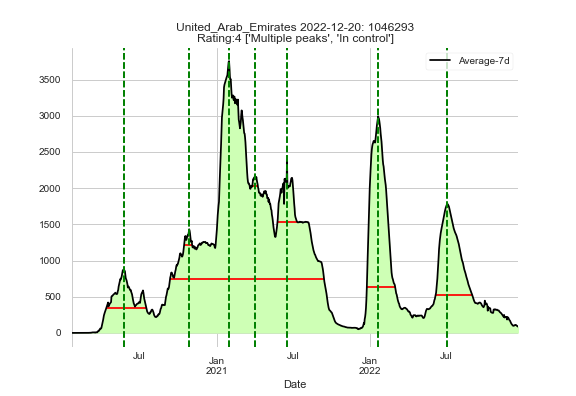 United_Arab_Emirates 2022-12-20: 1046293
Rating:4 ['Multiple peaks', 'In control']
Average-7d
3500
3000
2500
2000
1500
1000
500
0
Jul
Jan
2021
Jul
Jan
2022
Jul
Date